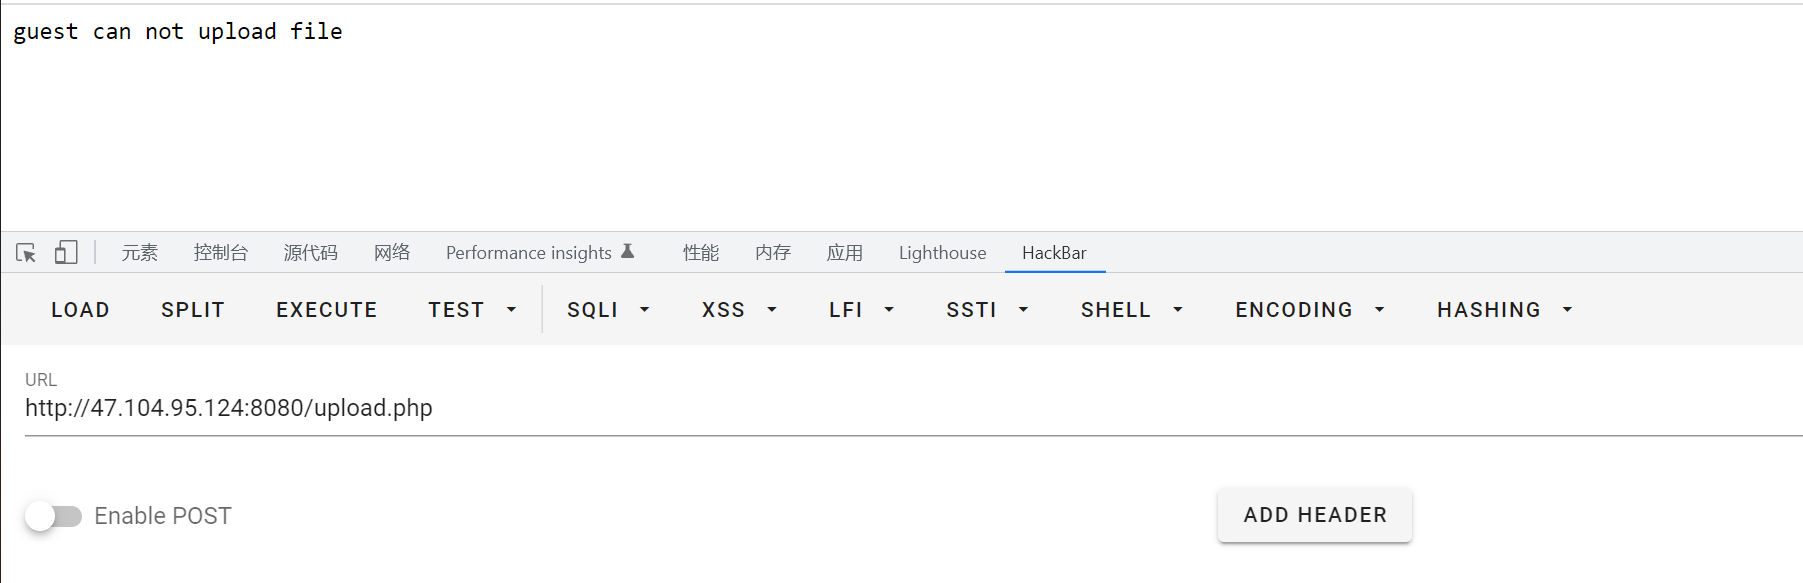 guest can not upload file
元素 控制台 源代码 网络 Performance insights 性能 内存 应用 Lighthouse HackBar
LOAD SPLIT EXECUTE TEST SQLI XSS LFI SSTI SHELL ENCODING HASHING
URL
http://47.104.95.124:8080/upload.php
Enable POST ADD HEADER